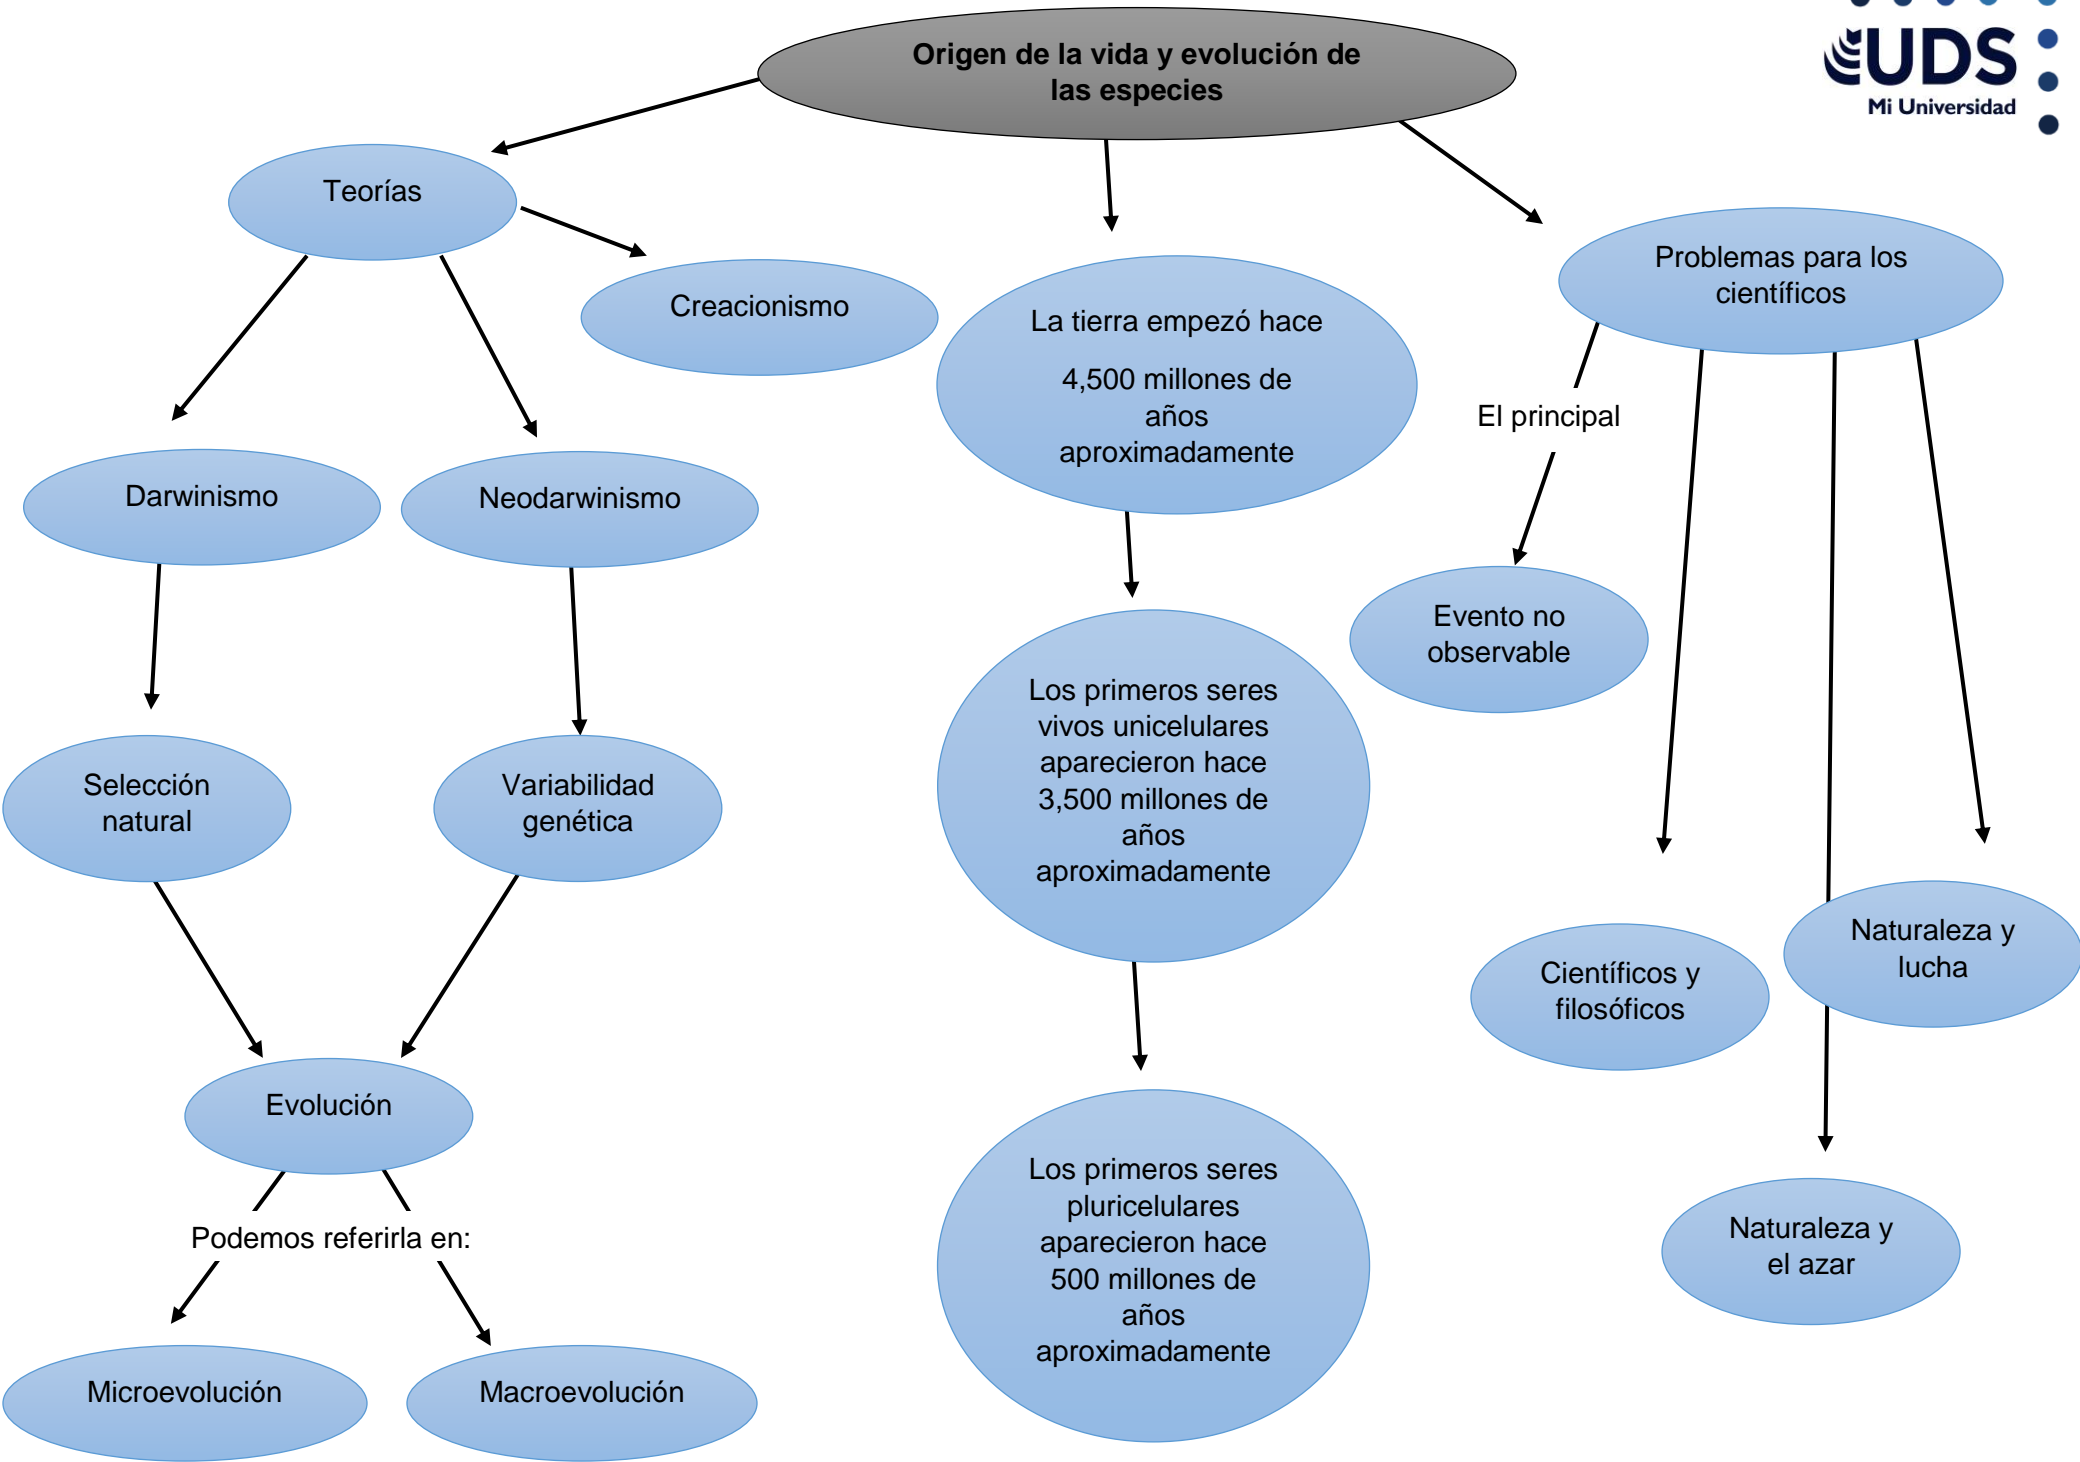 Origen de la vida y evolución de
las especies
UDS
Mi Universidad
Teorías
Creacionismo
Darwinismo
Neodarwinismo
Selección
natural
Variabilidad
genética
Evolución
Podemos referirla en:
Microevolución
Macroevolución
La tierra empezó hace
4,500 millones de
años
aproximadamente
Los primeros seres
vivos unicelulares
aparecieron hace
3,500 millones de
años
aproximadamente
Los primeros seres
pluricelulares
aparecieron hace
500 millones de
años
aproximadamente
Problemas para los
científicos
El principal
Evento no
observable
Científicos y
filosóficos
Naturaleza y
lucha
Naturaleza y
el azar